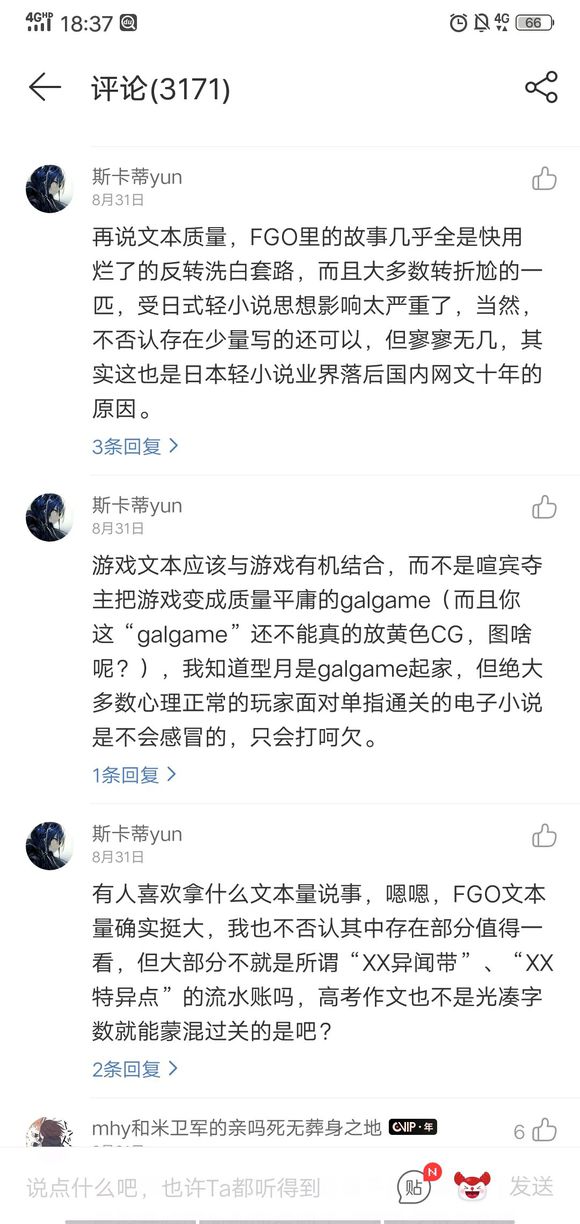 4G HD 18:37 4G 66
评论(3171)
斯卡蒂yun
8月31日
再说文本质量，FGO里的故事几乎全是快用
烂了的反转洗白套路，而且大多数转折尬的一
匹，受日式轻小说思想影响太严重了，当然，
不否认存在少量写的还可以，但寥寥无几，其
实这也是日本轻小说业界落后国内网文十年的
原因。
3条回复
斯卡蒂yun
8月31日
游戏文本应该与游戏有机结合，而不是喧宾夺
主把游戏变成质量平庸的galgame（而且你
这“galgame”还不能真的放黄色CG，图啥
呢？），我知道型月是galgame起家，但绝大
多数心理正常的玩家面对单指通关的电子小说
是不会感冒的，只会打呵欠。
1条回复
斯卡蒂yun
8月31日
有人喜欢拿什么文本量说事，嗯嗯，FGO文本
量确实挺大，我也不否认其中存在部分值得一
看，但大部分不就是所谓“XX异闻带”、“XX
特异点”的流水账吗，高考作文也不是光凑字
数就能蒙混过关的是吧？
2条回复
mhy和米卫军的亲吗死无葬身之地 VIP·年 6
说点什么吧，也许Ta都听得到 贴 N 发送